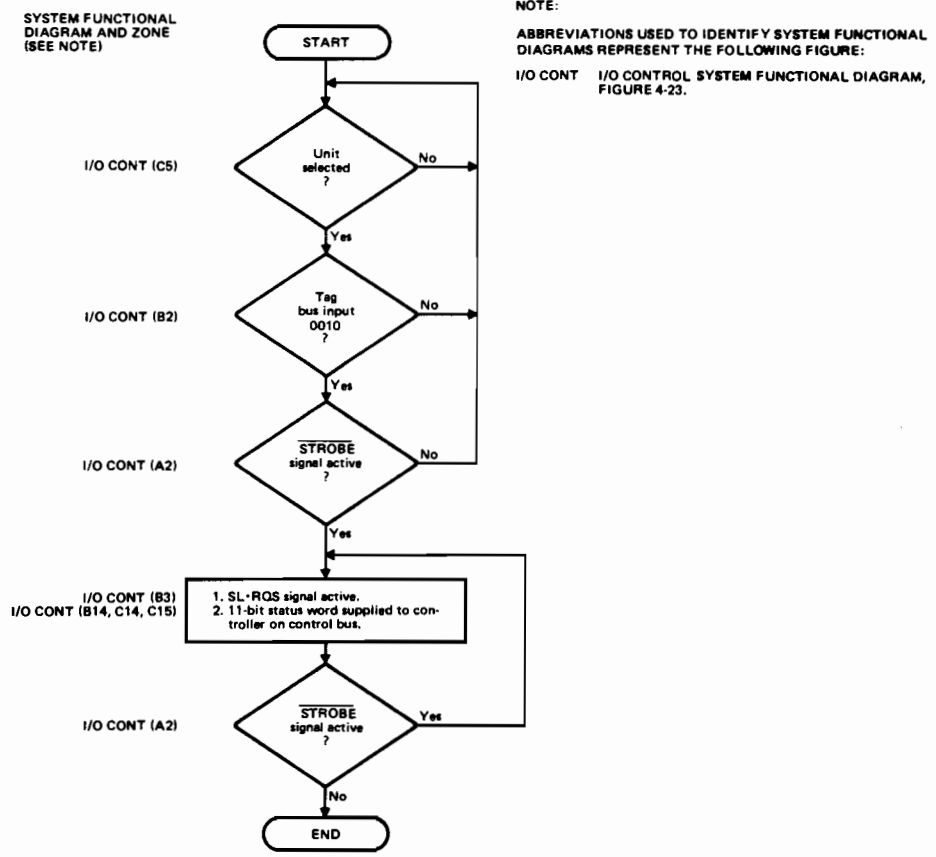 SYSTEM FUNCTIONAL
DIAGRAM AND ZONE
(SEE NOTE)
NOTE:
ABBREVIATIONS USED TO IDENTIFY SYSTEM FUNCTIONAL
DIAGRAMS REPRESENT THE FOLLOWING FIGURE:
I/O CONT I/O CONTROL SYSTEM FUNCTIONAL DIAGRAM,
FIGURE 4-23.
START
I/O CONT (C5)
Unit
selected
?
No
Yes
I/O CONT (B2)
Tag
bus input
0010
?
No
Yes
I/O CONT (A2)
STROBE
signal active
?
No
Yes
I/O CONT (B3)
I/O CONT (B14, C14, C15)
1. SL•RQS signal active.
2. 11-bit status word supplied to con-
troller on control bus.
I/O CONT (A2)
STROBE
signal active
?
Yes
No
END